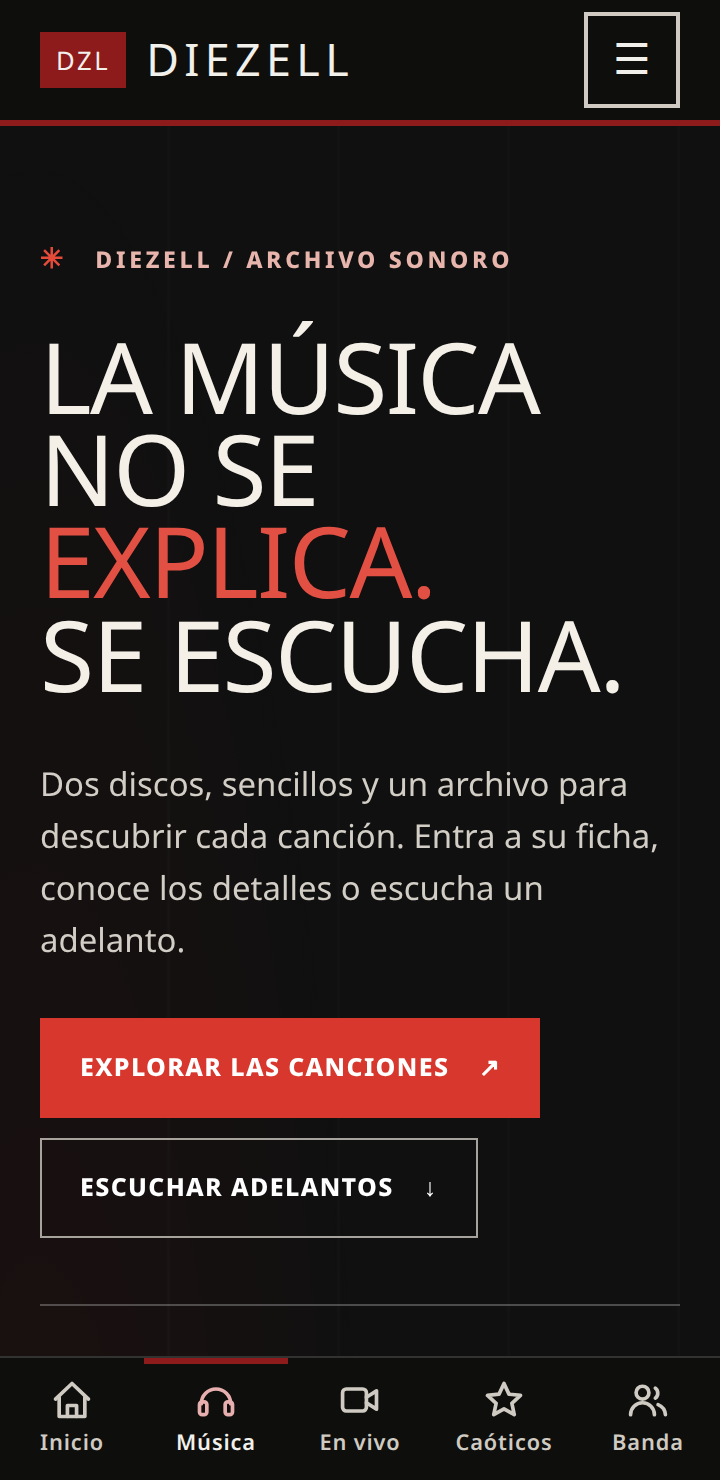 DZL DIEZELL
DIEZELL / ARCHIVO SONORO
LA MÚSICA
NO SE
EXPLICA.
SE ESCUCHA.
Dos discos, sencillos y un archivo para
descubrir cada canción. Entra a su ficha,
conoce los detalles o escucha un
adelanto.
EXPLORAR LAS CANCIONES ↗
ESCUCHAR ADELANTOS ↓
Inicio Música En vivo Caóticos Banda